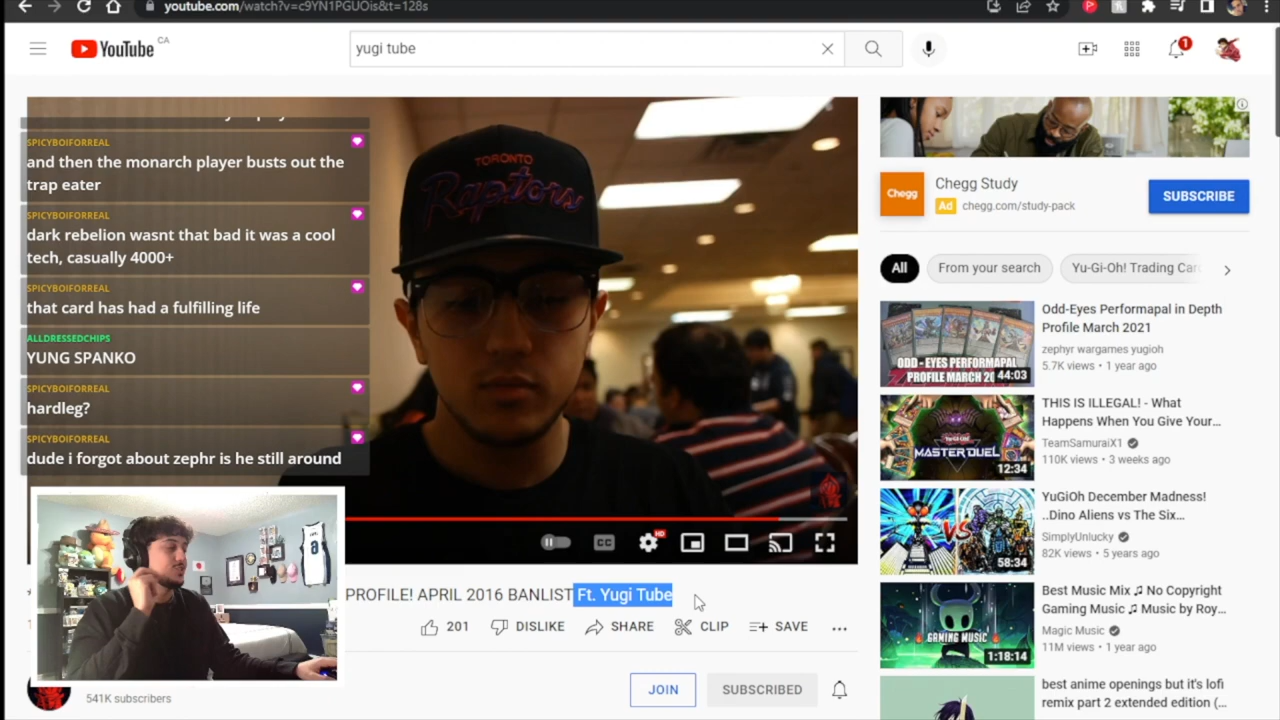 youtube.com/watch?v=c9YN1PGUOis&t=128s
YouTube CA
yugi tube
1
SPICYBOIFORREAL
and then the monarch player busts out the
trap eater
SPICYBOIFORREAL
dark rebelion wasnt that bad it was a cool
tech, casually 4000+
SPICYBOIFORREAL
that card has had a fulfilling life
ALLDRESSEDCHIPS
YUNG SPANKO
SPICYBOIFORREAL
hardleg?
SPICYBOIFORREAL
dude i forgot about zephr is he still around
TORONTO
Raptors
CC
HD
PROFILE! APRIL 2016 BANLIST Ft. Yugi Tube
201
DISLIKE
SHARE
CLIP
SAVE
541K subscribers
JOIN
SUBSCRIBED
Chegg
Chegg Study
Ad chegg.com/study-pack
SUBSCRIBE
All
From your search
Yu-Gi-Oh! Trading Car
ODD - EYES PERFORMAPAL
PROFILE MARCH 20
44:03
Odd-Eyes Performapal in Depth
Profile March 2021
zephyr wargames yugioh
5.7K views • 1 year ago
MASTER DUEL
12:34
THIS IS ILLEGAL! - What
Happens When You Give Your...
TeamSamuraiX1
110K views • 3 weeks ago
VS
58:34
YuGiOh December Madness!
..Dino Aliens vs The Six...
SimplyUnlucky
82K views • 5 years ago
GAMING MUSIC
1:18:14
Best Music Mix ♫ No Copyright
Gaming Music ♫ Music by Roy...
Magic Music
11M views • 1 year ago
best anime openings but it's lofi
remix part 2 extended edition (...